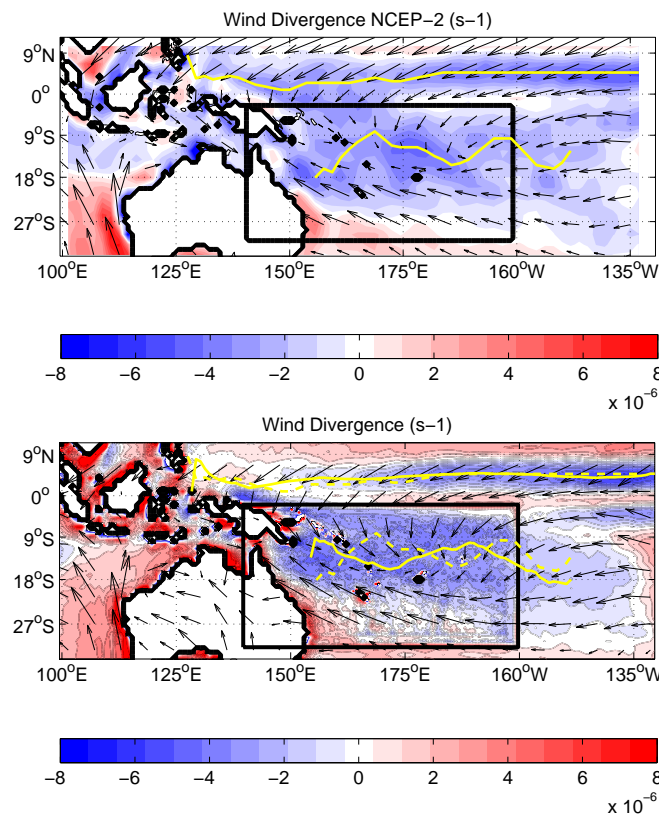 Wind Divergence NCEP−2 (s−1)
9°N
0°
9°S
18°S
27°S
100°E 125°E 150°E 175°E 160°W 135°W
−8 −6 −4 −2 0 2 4 6 8
x 10⁻⁶
Wind Divergence (s−1)
9°N
0°
9°S
18°S
27°S
100°E 125°E 150°E 175°E 160°W 135°W
−8 −6 −4 −2 0 2 4 6 8
x 10⁻⁶